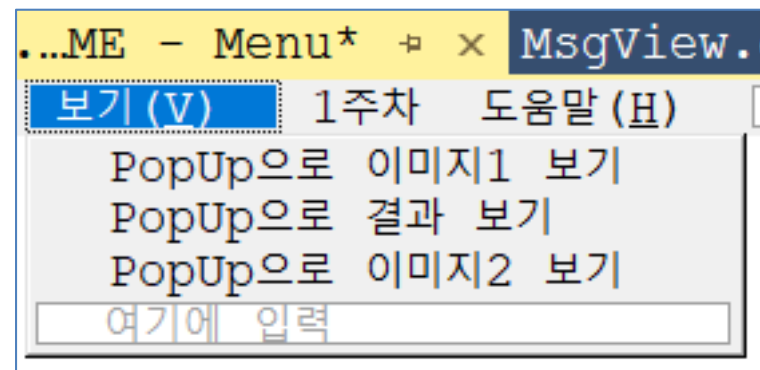 ....ME - Menu* MsgView.
보기(V) 1주차 도움말(H)
PopUp으로 이미지1 보기
PopUp으로 결과 보기
PopUp으로 이미지2 보기
여기에 입력